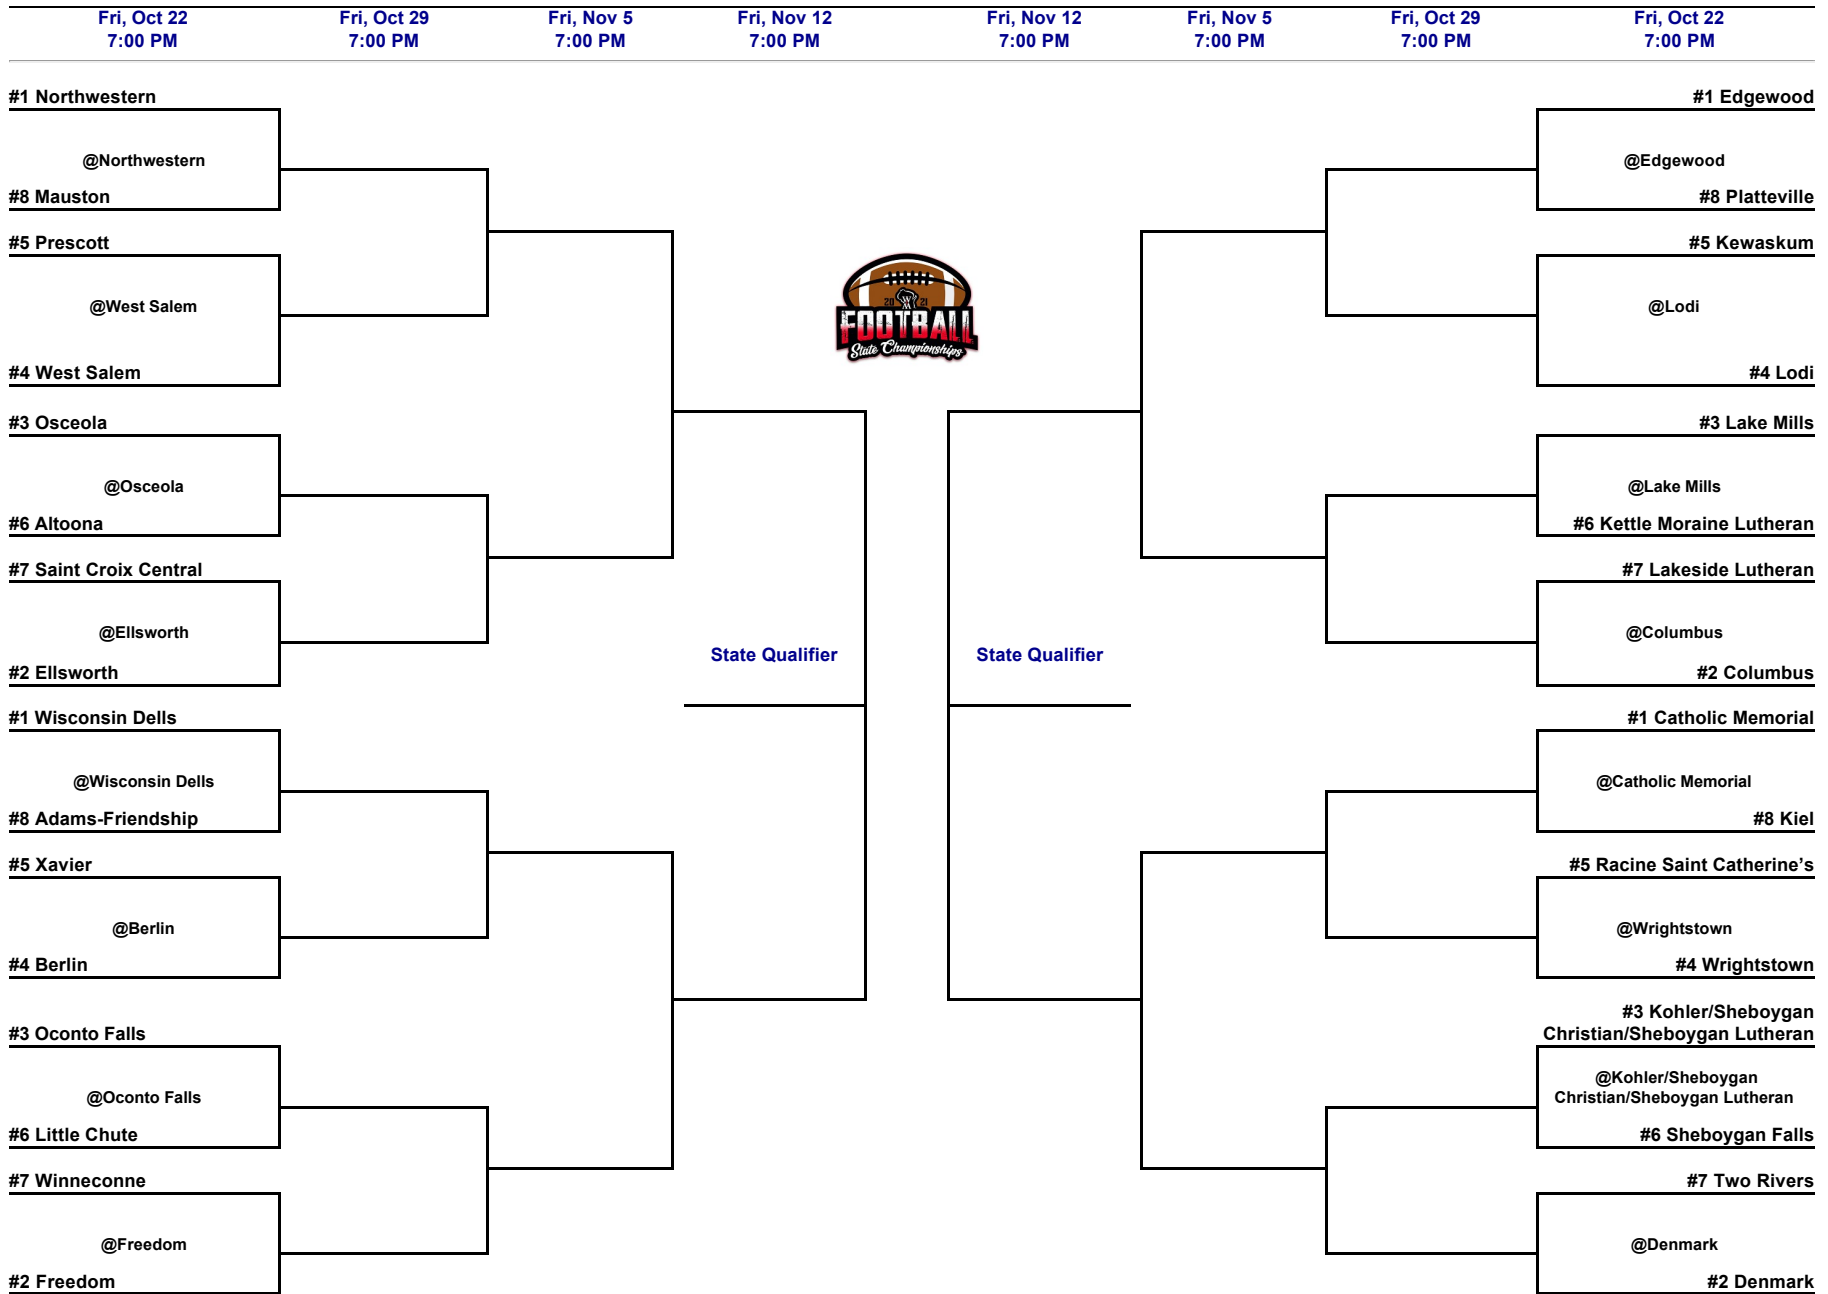 Fri, Oct 22
7:00 PM
Fri, Oct 29
7:00 PM
Fri, Nov 5
7:00 PM
Fri, Nov 12
7:00 PM
Fri, Nov 12
7:00 PM
Fri, Nov 5
7:00 PM
Fri, Oct 29
7:00 PM
Fri, Oct 22
7:00 PM
#1 Northwestern
@Northwestern
#8 Mauston
#5 Prescott
@West Salem
#4 West Salem
#3 Osceola
@Osceola
#6 Altoona
#7 Saint Croix Central
@Ellsworth
#2 Ellsworth
#1 Wisconsin Dells
@Wisconsin Dells
#8 Adams-Friendship
#5 Xavier
@Berlin
#4 Berlin
#3 Oconto Falls
@Oconto Falls
#6 Little Chute
#7 Winneconne
@Freedom
#2 Freedom
20 21
FOOTBALL
State Championships
State Qualifier
State Qualifier
#1 Edgewood
@Edgewood
#8 Platteville
#5 Kewaskum
@Lodi
#4 Lodi
#3 Lake Mills
@Lake Mills
#6 Kettle Moraine Lutheran
#7 Lakeside Lutheran
@Columbus
#2 Columbus
#1 Catholic Memorial
@Catholic Memorial
#8 Kiel
#5 Racine Saint Catherine’s
@Wrightstown
#4 Wrightstown
#3 Kohler/Sheboygan
Christian/Sheboygan Lutheran
@Kohler/Sheboygan
Christian/Sheboygan Lutheran
#6 Sheboygan Falls
#7 Two Rivers
@Denmark
#2 Denmark